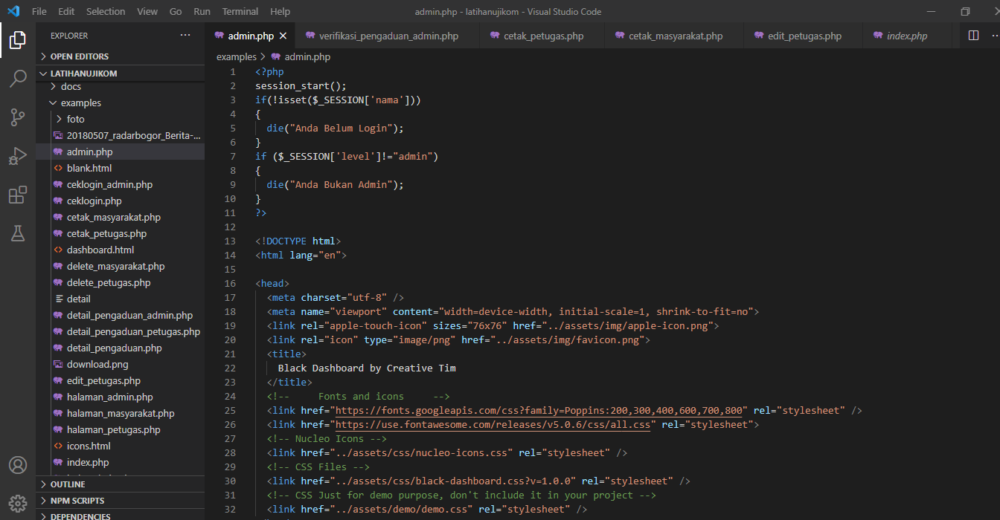 File Edit Selection View Go Run Terminal Help
admin.php - latihanujikom - Visual Studio Code
EXPLORER
OPEN EDITORS
LATIHANUJIKOM
docs
examples
foto
20180507_radarbogor_Berita-...
admin.php
blank.html
ceklogin_admin.php
ceklogin.php
cetak_masyarakat.php
cetak_petugas.php
dashboard.html
delete_masyarakat.php
delete_petugas.php
detail
detail_pengaduan_admin.php
detail_pengaduan_petugas.php
detail_pengaduan.php
download.png
edit_petugas.php
halaman_admin.php
halaman_masyarakat.php
halaman_petugas.php
icons.html
index.php
OUTLINE
NPM SCRIPTS
DEPENDENCIES
admin.php verifikasi_pengaduan_admin.php cetak_petugas.php cetak_masyarakat.php edit_petugas.php index.php
examples > admin.php
1 <?php
2 session_start();
3 if(!isset($_SESSION['nama']))
4 {
5 die("Anda Belum Login");
6 }
7 if ($_SESSION['level']!="admin")
8 {
9 die("Anda Bukan Admin");
10 }
11 ?>
12
13 <!DOCTYPE html>
14 <html lang="en">
15
16 <head>
17 <meta charset="utf-8" />
18 <meta name="viewport" content="width=device-width, initial-scale=1, shrink-to-fit=no">
19 <link rel="apple-touch-icon" sizes="76x76" href="../assets/img/apple-icon.png">
20 <link rel="icon" type="image/png" href="../assets/img/favicon.png">
21 <title>
22 Black Dashboard by Creative Tim
23 </title>
24 <!--     Fonts and icons     -->
25 <link href="https://fonts.googleapis.com/css?family=Poppins:200,300,400,600,700,800" rel="stylesheet" />
26 <link href="https://use.fontawesome.com/releases/v5.0.6/css/all.css" rel="stylesheet">
27 <!-- Nucleo Icons -->
28 <link href="../assets/css/nucleo-icons.css" rel="stylesheet" />
29 <!-- CSS Files -->
30 <link href="../assets/css/black-dashboard.css?v=1.0.0" rel="stylesheet" />
31 <!-- CSS Just for demo purpose, don't include it in your project -->
32 <link href="../assets/demo/demo.css" rel="stylesheet" />